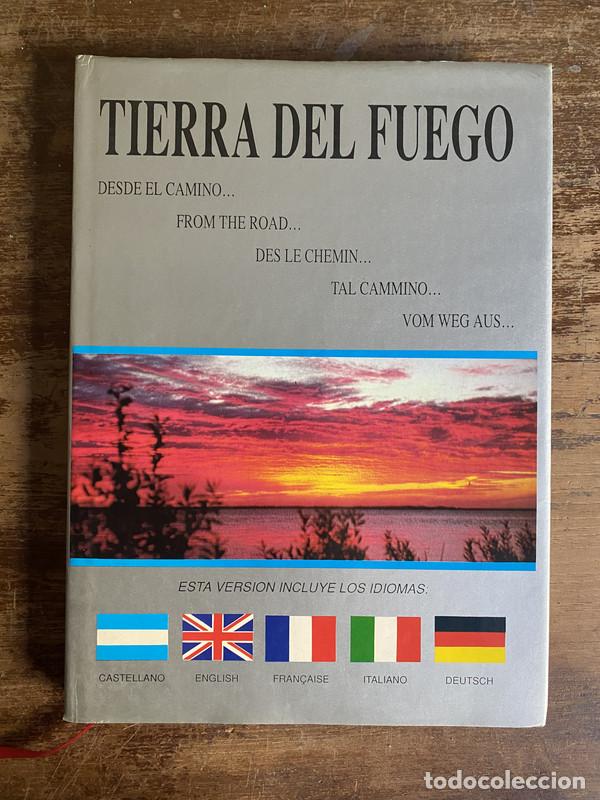 TIERRA DEL FUEGO
DESDE EL CAMINO...
FROM THE ROAD...
DES LE CHEMIN...
TAL CAMMINO...
VOM WEG AUS...
ESTA VERSION INCLUYE LOS IDIOMAS:
CASTELLANO ENGLISH FRANÇAISE ITALIANO DEUTSCH
todocoleccion